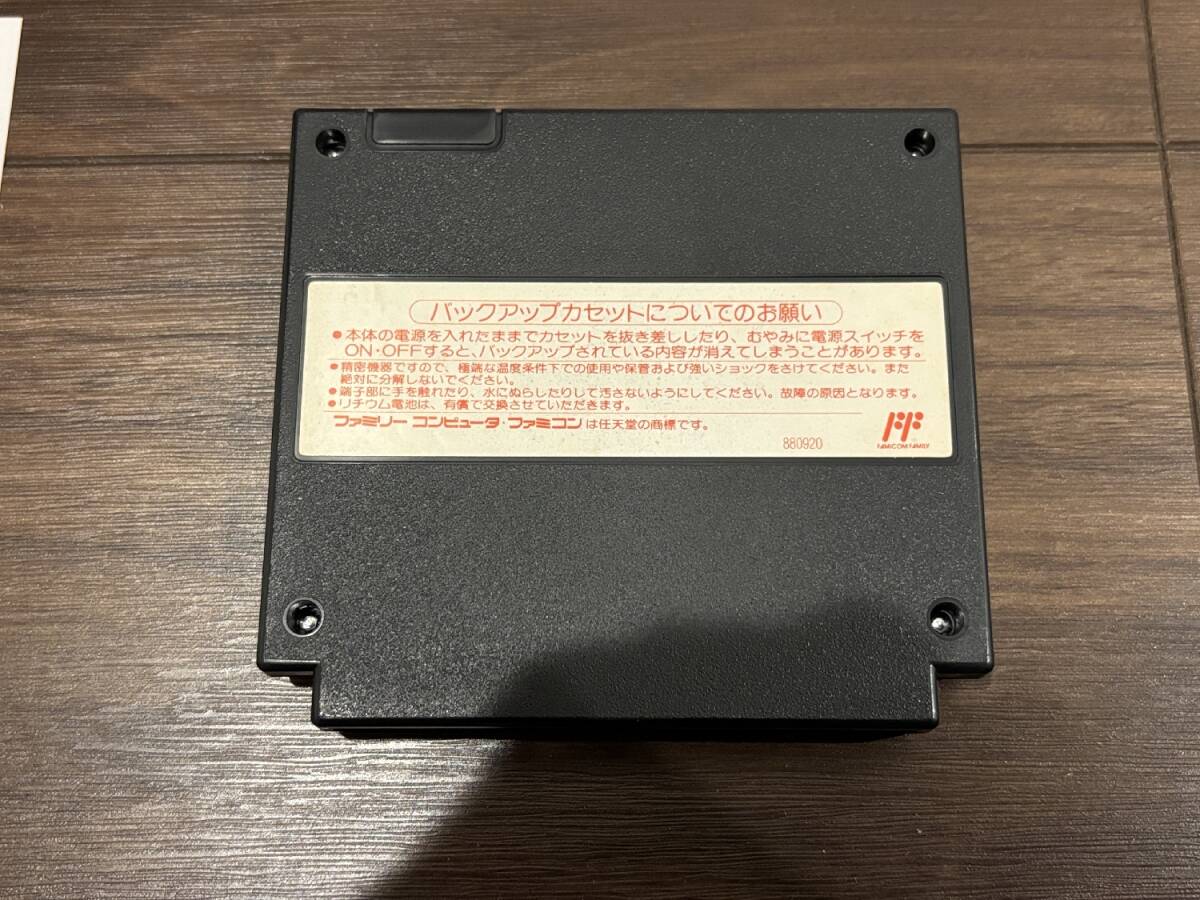 バックアップカセットについてのお願い
●本体の電源を入れたままでカセットを抜き差ししたり、むやみに電源スイッチを
ON・OFFすると、バックアップされている内容が消えてしまうことがあります。
●精密機器ですので、極端な温度条件下での使用や保管および強いショックをさけてください。また
絶対に分解しないでください。
●端子部に手を触れたり、水にぬらしたりして汚さないようにしてください。故障の原因となります。
●リチウム電池は、有償で交換させていただきます。
ファミリー コンピュータ・ファミコン は任天堂の商標です。
880920
FAMICOM FAMILY